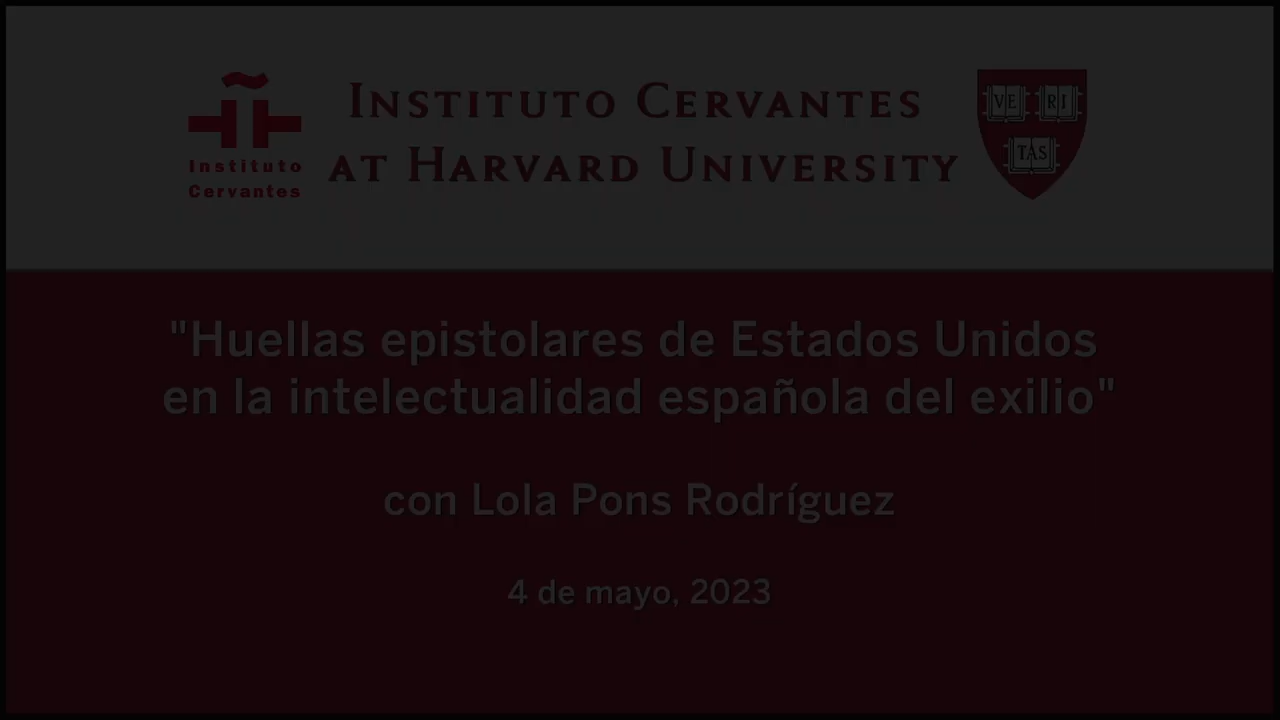 Instituto
Cervantes
INSTITUTO CERVANTES
AT HARVARD UNIVERSITY
VE RI
TAS
"Huellas epistolares de Estados Unidos
en la intelectualidad española del exilio"
con Lola Pons Rodríguez
4 de mayo, 2023